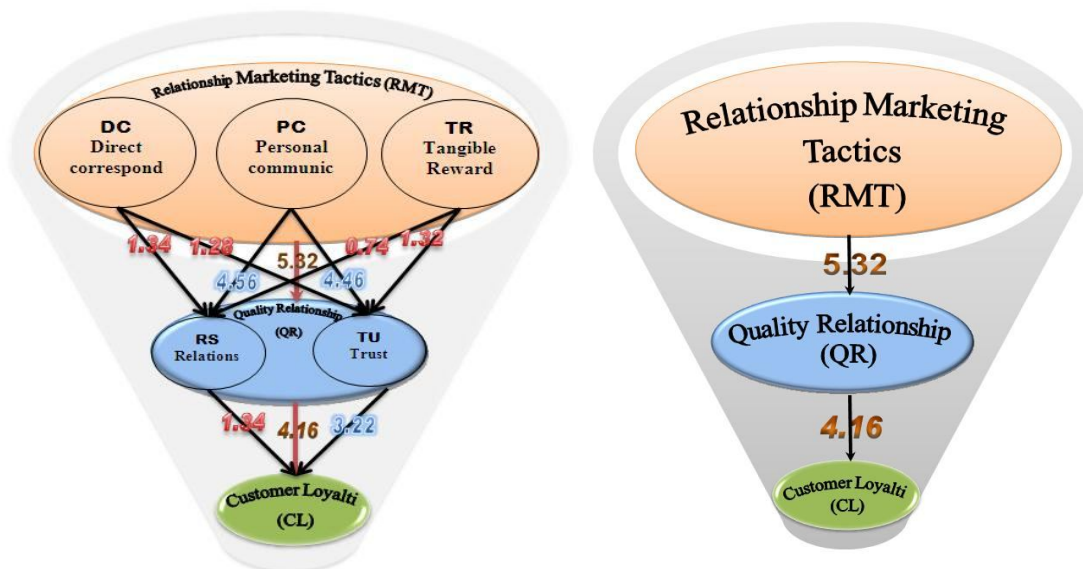 Relationship Marketing Tactics (RMT)
DC
Direct
correspond
PC
Personal
communic
TR
Tangible
Reward
1.34
1.28
0.74
1.32
4.56
5.32
4.46
Quality Relationship
(QR)
RS
Relations
TU
Trust
1.34
4.16
3.22
Customer Loyalti
(CL)
Relationship Marketing
Tactics
(RMT)
5.32
Quality Relationship
(QR)
4.16
Customer Loyalti
(CL)